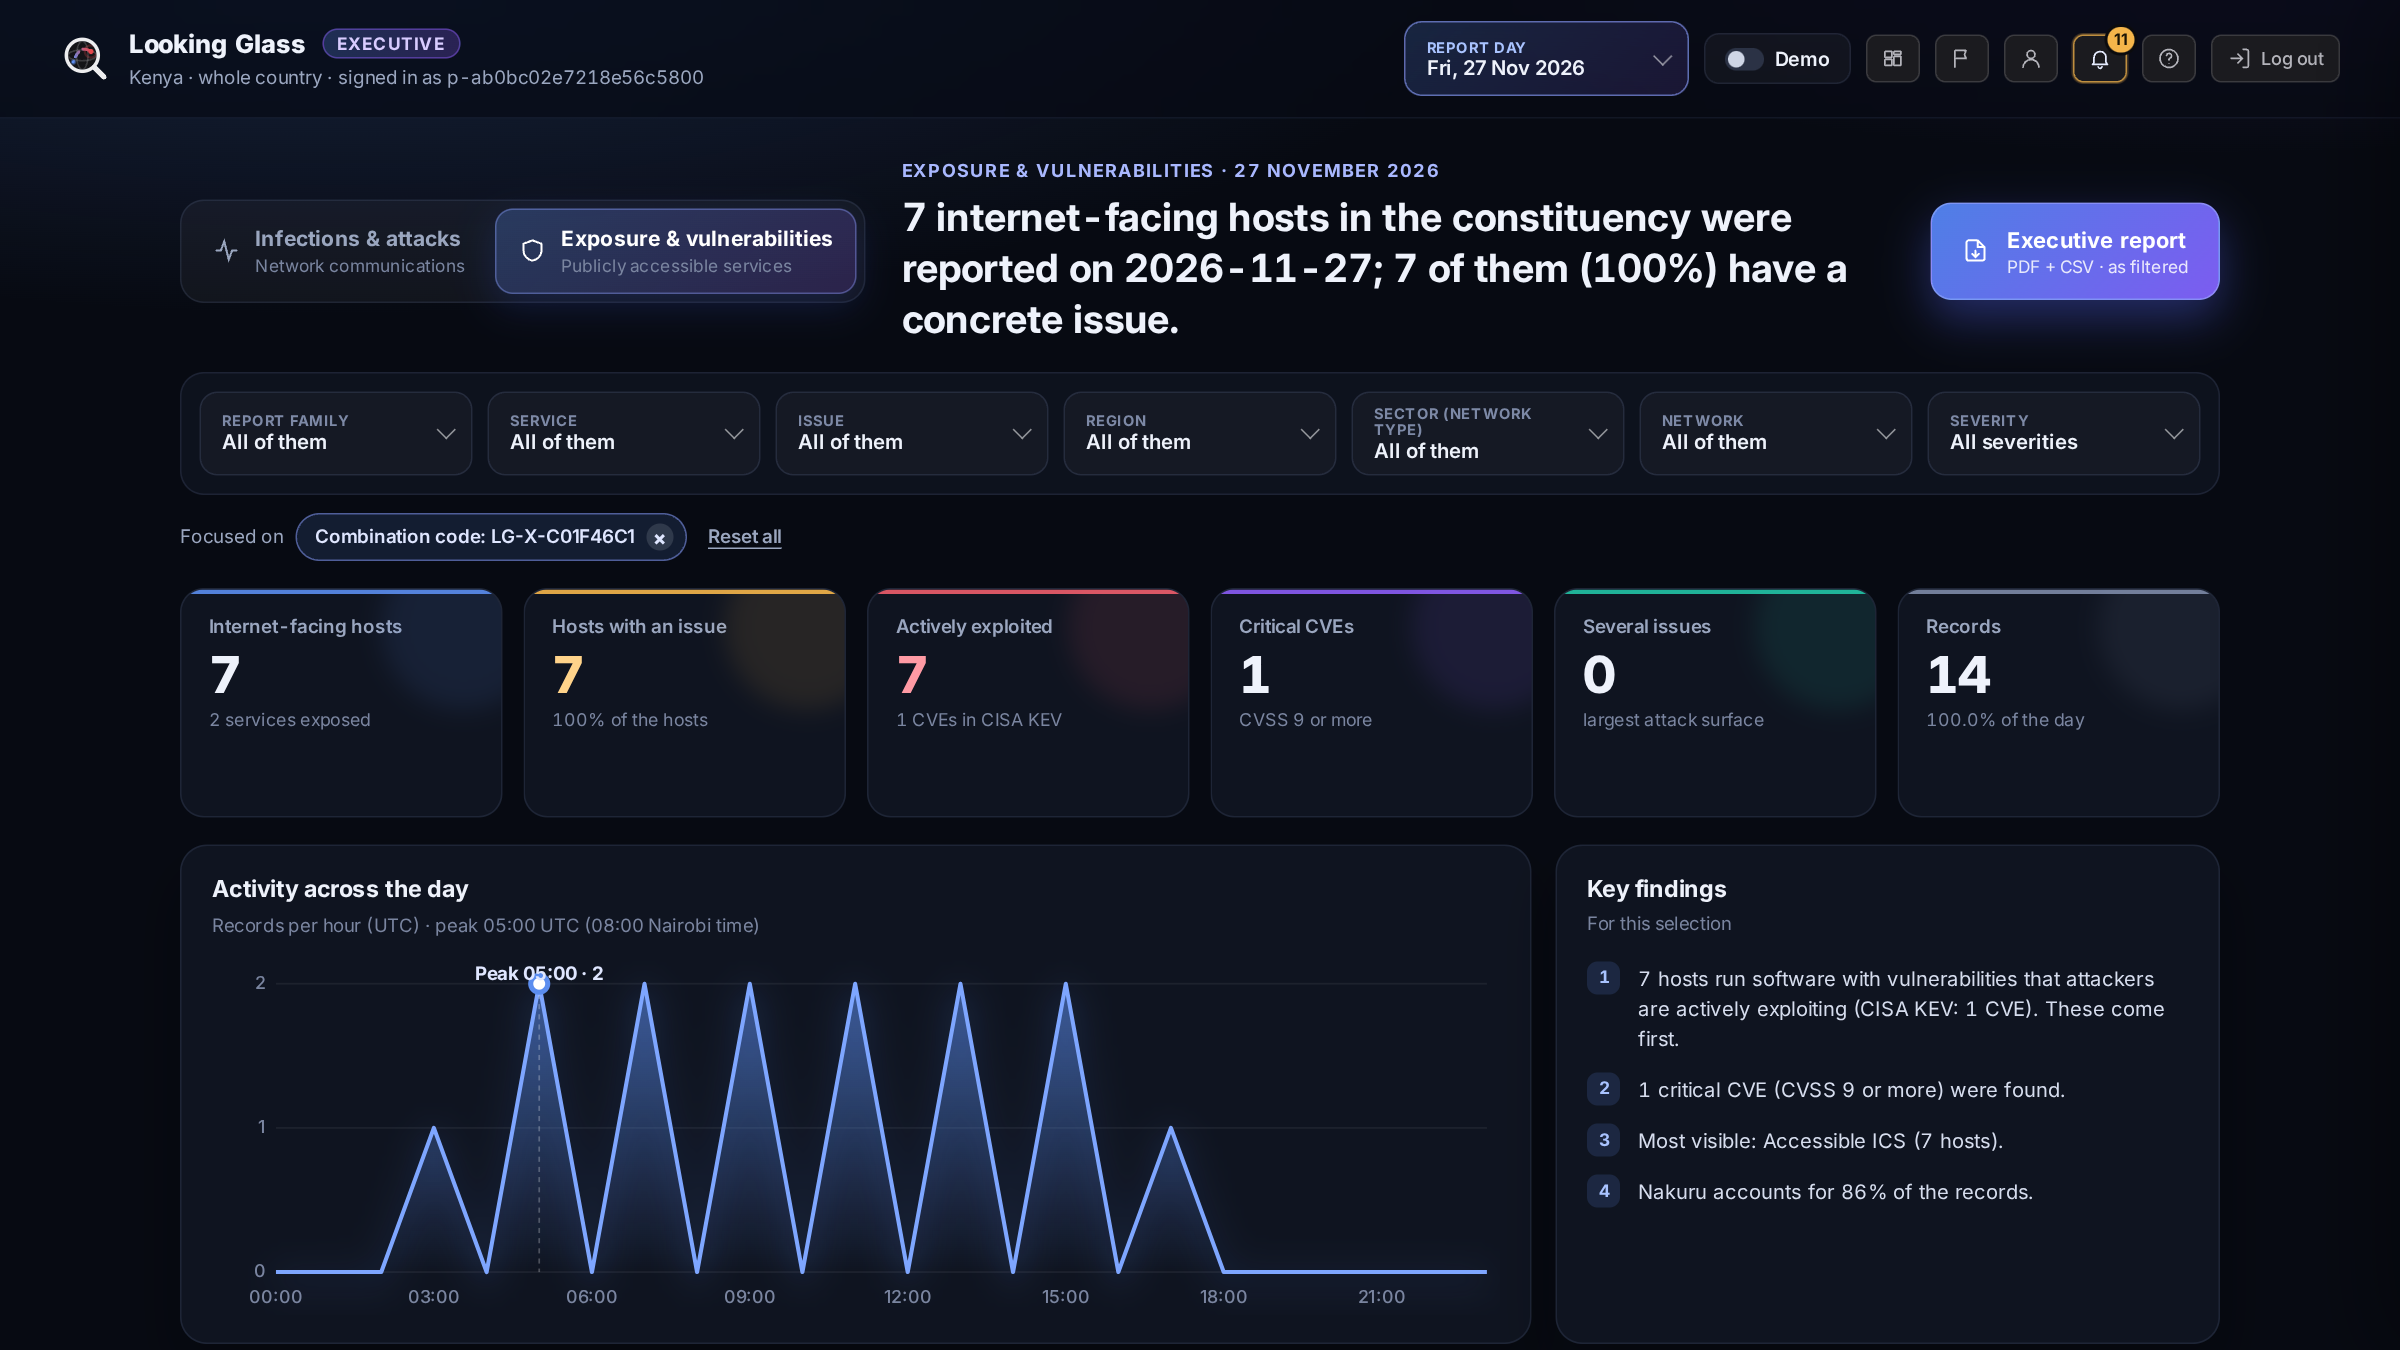 Looking Glass EXECUTIVE
Kenya · whole country · signed in as p-ab0bc02e7218e56c5800
REPORT DAY
Fri, 27 Nov 2026
Demo
11
Log out
Infections & attacks
Network communications
Exposure & vulnerabilities
Publicly accessible services
EXPOSURE & VULNERABILITIES · 27 NOVEMBER 2026
7 internet-facing hosts in the constituency were
reported on 2026-11-27; 7 of them (100%) have a
concrete issue.
Executive report
PDF + CSV · as filtered
REPORT FAMILY
All of them
SERVICE
All of them
ISSUE
All of them
REGION
All of them
SECTOR (NETWORK
TYPE)
All of them
NETWORK
All of them
SEVERITY
All severities
Focused on Combination code: LG-X-C01F46C1 × Reset all
Internet-facing hosts
7
2 services exposed
Hosts with an issue
7
100% of the hosts
Actively exploited
7
1 CVEs in CISA KEV
Critical CVEs
1
CVSS 9 or more
Several issues
0
largest attack surface
Records
14
100.0% of the day
Activity across the day
Records per hour (UTC) · peak 05:00 UTC (08:00 Nairobi time)
Peak 05:00 · 2
2
1
0
00:00 03:00 06:00 09:00 12:00 15:00 18:00 21:00
Key findings
For this selection
1 7 hosts run software with vulnerabilities that attackers
are actively exploiting (CISA KEV: 1 CVE). These come
first.
2 1 critical CVE (CVSS 9 or more) were found.
3 Most visible: Accessible ICS (7 hosts).
4 Nakuru accounts for 86% of the records.